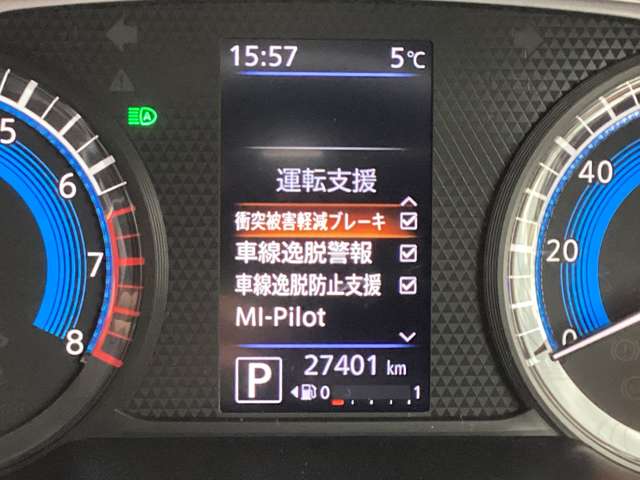 15:57 5℃
運転支援
衝突被害軽減ブレーキ
車線逸脱警報
車線逸脱防止支援
MI-Pilot
P 27401 km
0 1
5
6
7
8
40
20
0
A